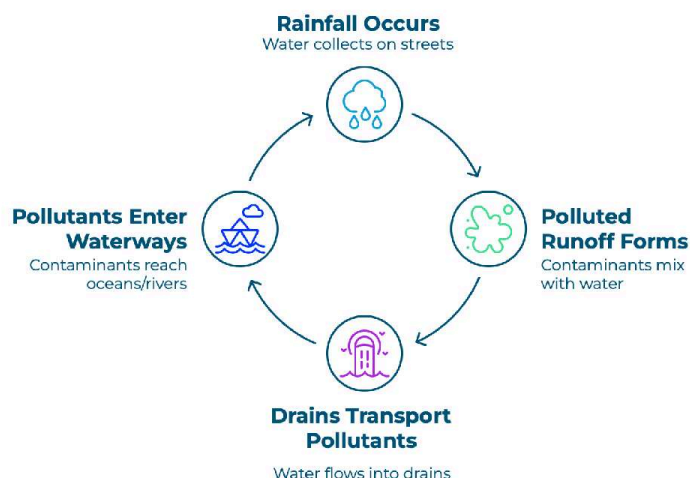 Rainfall Occurs
Water collects on streets
Polluted
Runoff Forms
Contaminants mix
with water
Drains Transport
Pollutants
Water flows into drains
Pollutants Enter
Waterways
Contaminants reach
oceans/rivers